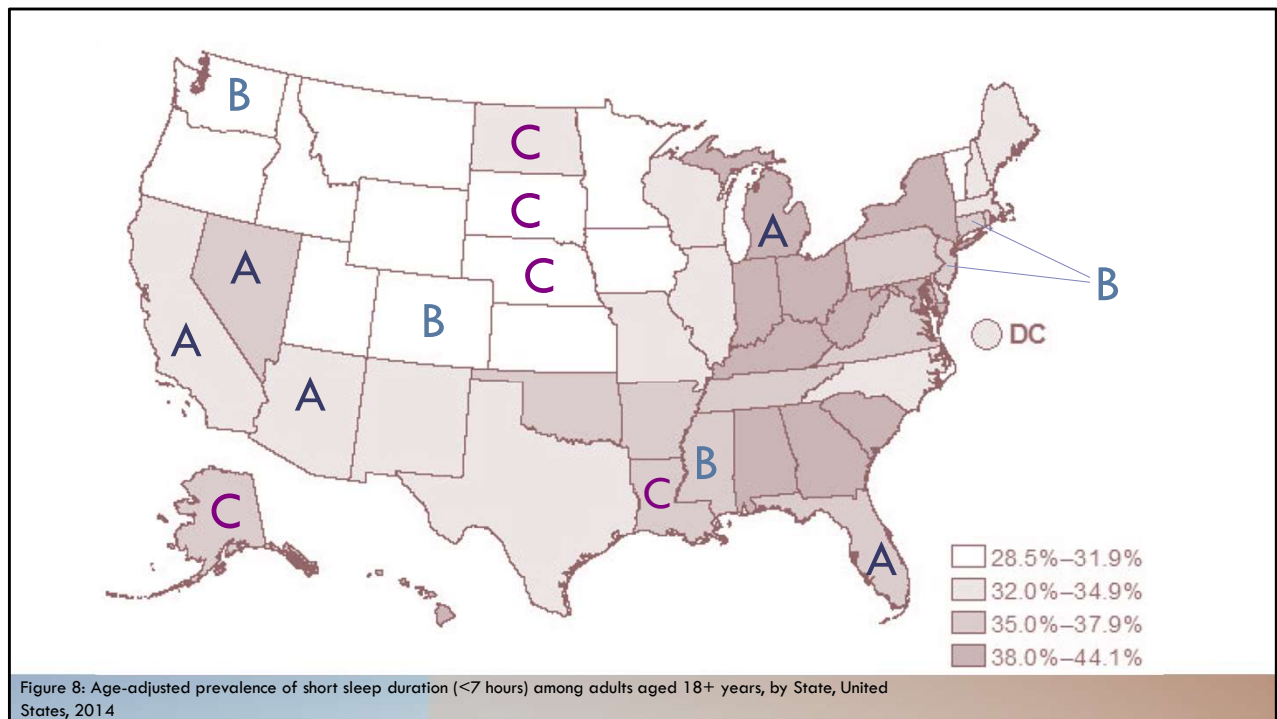 B
C
C
A
A
C
B
B
A
DC
A
B
C
C
A
28.5%–31.9%
32.0%–34.9%
35.0%–37.9%
38.0%–44.1%
Figure 8: Age-adjusted prevalence of short sleep duration (<7 hours) among adults aged 18+ years, by State, United
States, 2014